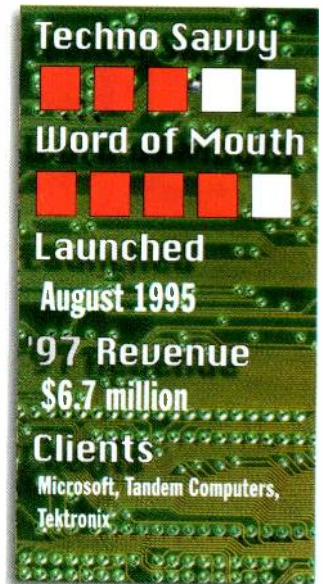 Techno Savvy
Word of Mouth
Launched
August 1995
'97 Revenue
$6.7 million
Clients
Microsoft, Tandem Computers,
Tektronix